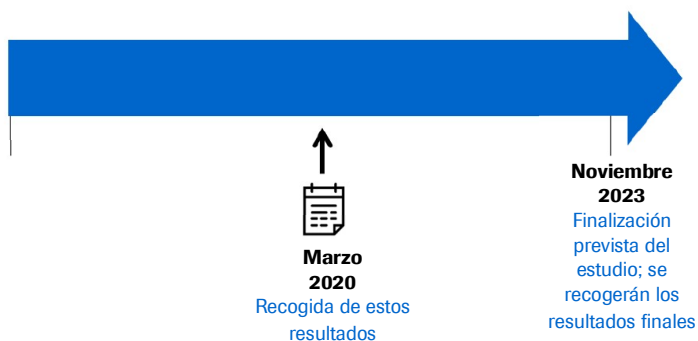 Marzo
2020
Recogida de estos
resultados
Noviembre
2023
Finalización
prevista del
estudio; se
recogerán los
resultados finales